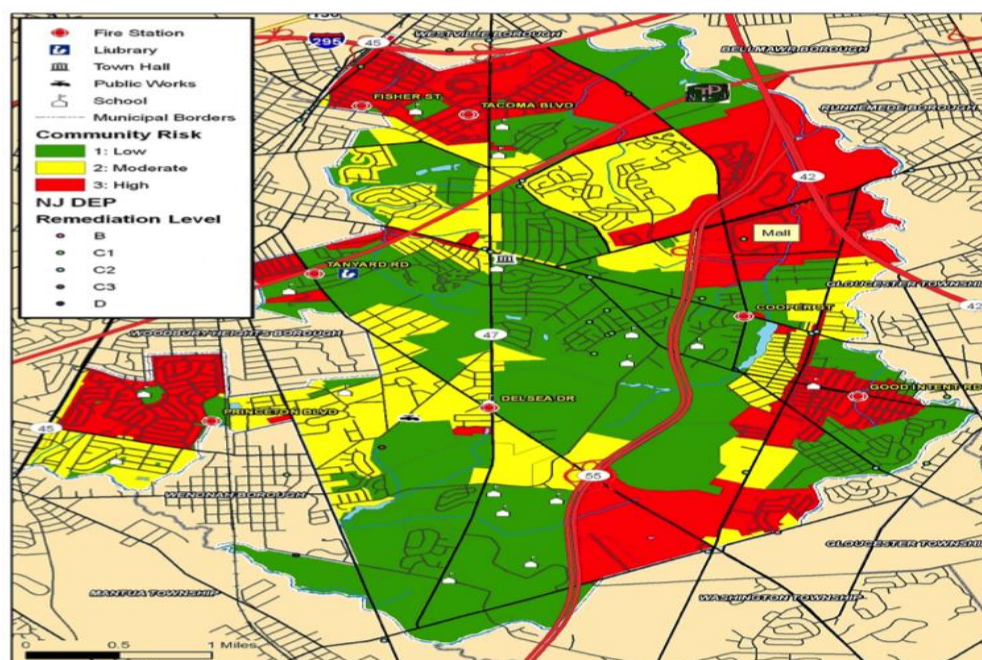 Fire Station
Liubrary
Town Hall
Public Works
School
Municipal Borders
Community Risk
1: Low
2: Moderate
3: High
NJ DEP
Remediation Level
B
C1
C2
C3
D
295
45
WESTVILLE BOROUGH
BELLMAWR BOROUGH
RUNNEMEDE BOROUGH
FISHER ST
TACOMA BLVD
42
Mall
TANYARD RD
GLOUCESTER TOWNSHIP
42
COOPER ST
WOODBURY HEIGHTS BOROUGH
47
GOOD INTENT RD
PRINCETON BLVD
DELSEA DR
45
55
WENONAH BOROUGH
GLOUCESTER TOWNSHIP
MANTUA TOWNSHIP
WASHINGTON TOWNSHIP
0 0.5 1 Miles